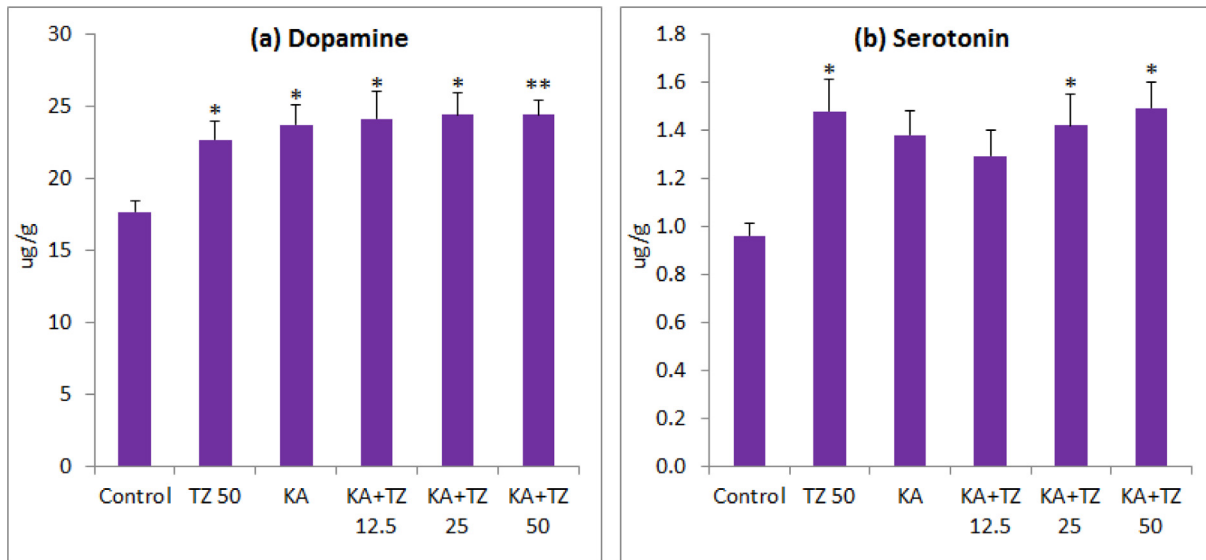 (a) Dopamine
30
25
20
15
10
5
0
ug/g
* * * * **
Control TZ 50 KA KA+TZ KA+TZ KA+TZ
12.5 25 50
(b) Serotonin
1.8
1.6
1.4
1.2
1.0
0.8
0.6
0.4
0.2
0.0
ug/g
* * *
Control TZ 50 KA KA+TZ KA+TZ KA+TZ
12.5 25 50